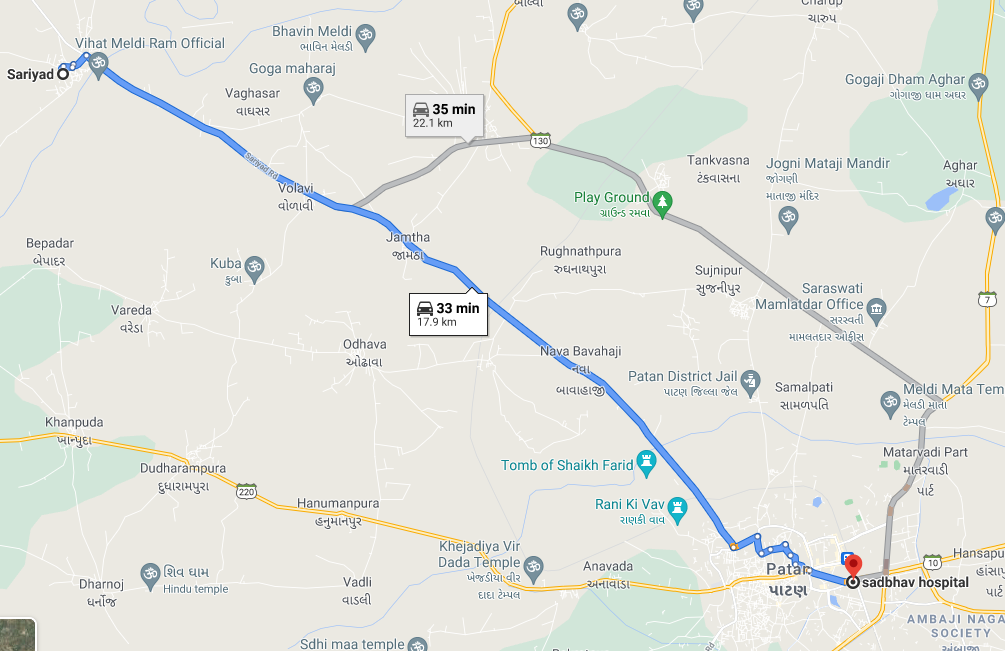 બાલ્વા
Charup
ચારુપ
Bhavin Meldi
ભાવિન મેલડી
Vihat Meldi Ram Official
Sariyad
Goga maharaj
Gogaji Dham Aghar
ગોગાજી ધામ અઘર
Vaghasar
વાઘસર
35 min
22.1 km
130
Sariyad Rd
Tankvasna
ટંકવાસના
Jogni Mataji Mandir
જોગણી
માતાજી મંદિર
Aghar
અઘાર
Volavi
વોળાવી
Play Ground
ગ્રાઉન્ડ રમવા
Jamtha
જામઠા
Bepadar
બેપાદર
Rughnathpura
રુઘનાથપુરા
Kuba
કુબા
Sujnipur
સુજનીપુર
Saraswati
Mamlatdar Office
સરસ્વતી
મામલતદાર ઓફીસ
7
Vareda
વરેડા
33 min
17.9 km
Odhava
ઓઢાવા
Nava Bavahaji
નવા
બાવાહાજી
Patan District Jail
પાટણ જિલ્લા જેલ
Samalpati
સામળપતિ
Meldi Mata Tem
મેલડી માતા
ટેમ્પલ
Khanpuda
ખાનપુદા
Matarvadi Part
માતરવાડી
પાર્ટ
Dudharampura
દુધારામપુરા
Tomb of Shaikh Farid
220
Hanumanpura
હનુમાનપુર
Rani Ki Vav
રાણકી વાવ
Khejadiya Vir
Dada Temple
ખેજડીયા વીર
દાદા ટેમ્પલ
10
Hansapu
હાંસાપુ
પાર્ટ
શિવ ધામ
Hindu temple
Dharnoj
ધર્નોજ
Vadli
વાડલી
Anavada
અનાવાડા
Patan
પાટણ
sadbhav hospital
AMBAJI NAGA
SOCIETY
અંબાજી
Sdhi maa temple
Rd